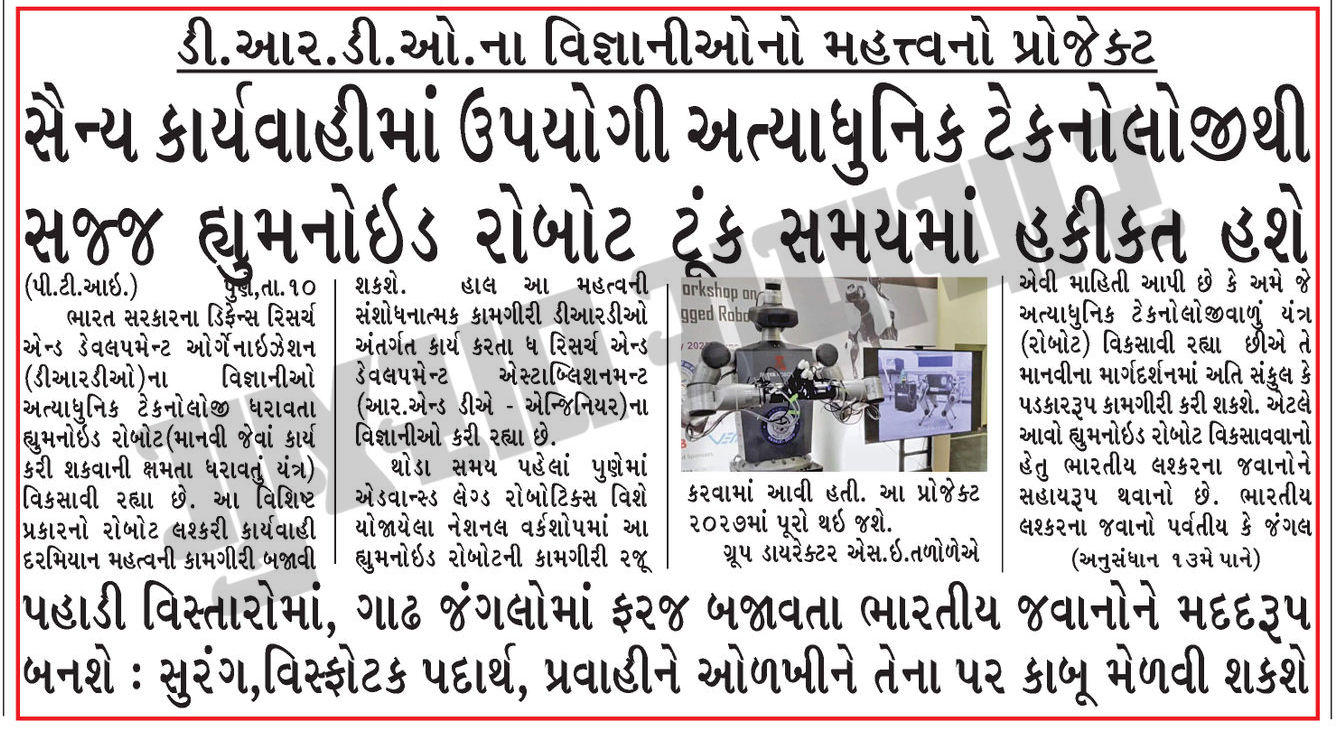 ડી.આર.ડી.ઓ.ના વિજ્ઞાનીઓનો મહત્ત્વનો પ્રોજેક્ટ
સૈન્ય કાર્યવાહીમાં ઉપયોગી અત્યાધુનિક ટેકનોલોજીથી
સજ્જ હ્યુમનોઇડ રોબોટ ટૂંક સમયમાં હકીકત હશે
(પી.ટી.આઇ.) પુણે,તા.૧૦
ભારત સરકારના ડિફેન્સ રિસર્ચ
એન્ડ ડેવલપમેન્ટ ઓર્ગેનાઇઝેશન
(ડીઆરડીઓ)ના વિજ્ઞાનીઓ
અત્યાધુનિક ટેકનોલોજી ધરાવતા
હ્યુમનોઇડ રોબોટ(માનવી જેવાં કાર્ય
કરી શકવાની ક્ષમતા ધરાવતું યંત્ર)
વિકસાવી રહ્યા છે. આ વિશિષ્ટ
પ્રકારનો રોબોટ લશ્કરી કાર્યવાહી
દરમિયાન મહત્વની કામગીરી બજાવી
શકશે. હાલ આ મહત્વની
સંશોધનાત્મક કામગીરી ડીઆરડીઓ
અંતર્ગત કાર્ય કરતા ધ રિસર્ચ એન્ડ
ડેવલપમેન્ટ એસ્ટાબ્લિશનમેન્ટ
(આર.એન્ડ ડીએ - એન્જિનિયર)ના
વિજ્ઞાનીઓ કરી રહ્યા છે.
થોડા સમય પહેલાં પુણેમાં
એડવાન્સ્ડ લેગ્ડ રોબોટિક્સ વિશે
યોજાયેલા નેશનલ વર્કશોપમાં આ
હ્યુમનોઇડ રોબોટની કામગીરી રજૂ
orkshop on
gged Robo
કરવામાં આવી હતી. આ પ્રોજેક્ટ
૨૦૨૭માં પૂરો થઇ જશે.
ગ્રૂપ ડાયરેક્ટર એસ.ઇ.તળોળેએ
એવી માહિતી આપી છે કે અમે જે
અત્યાધુનિક ટેકનોલોજીવાળું યંત્ર
(રોબોટ) વિકસાવી રહ્યા છીએ તે
માનવીના માર્ગદર્શનમાં અતિ સંકુલ કે
પડકારરૂપ કામગીરી કરી શકશે. એટલે
આવો હ્યુમનોઇડ રોબોટ વિકસાવવાનો
હેતુ ભારતીય લશ્કરના જવાનોને
સહાયરૂપ થવાનો છે. ભારતીય
લશ્કરના જવાનો પર્વતીય કે જંગલ
(અનુસંધાન ૧૩મે પાને)
પહાડી વિસ્તારોમાં, ગાઢ જંગલોમાં ફરજ બજાવતા ભારતીય જવાનોને મદદરૂપ
બનશે : સુરંગ,વિસ્ફોટક પદાર્થ, પ્રવાહીને ઓળખીને તેના પર કાબૂ મેળવી શકશે
ગુજરાત સમાચાર